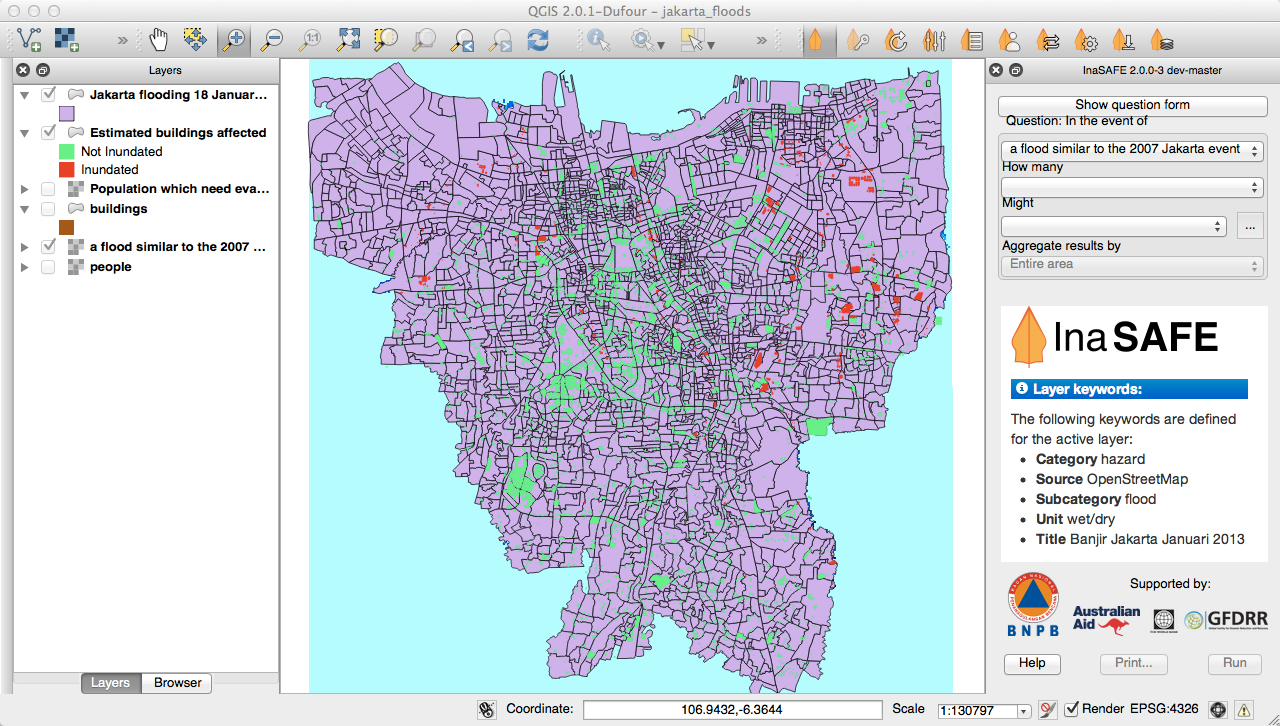 QGIS 2.0.1-Dufour – jakarta_floods
Layers
Jakarta flooding 18 Januar...
Estimated buildings affected
Not Inundated
Inundated
Population which need eva...
buildings
a flood similar to the 2007 ...
people
Layers
Browser
InaSAFE 2.0.0-3 dev-master
Show question form
Question: In the event of
a flood similar to the 2007 Jakarta event
How many
Might
...
Aggregate results by
Entire area
InaSAFE
Layer keywords:
The following keywords are defined
for the active layer:
Category hazard
Source OpenStreetMap
Subcategory flood
Unit wet/dry
Title Banjir Jakarta Januari 2013
Supported by:
BNPB
Australian
Aid
GFDRR
Help
Print...
Run
Coordinate:
106.9432,-6.3644
Scale
1:130797
Render
EPSG:4326